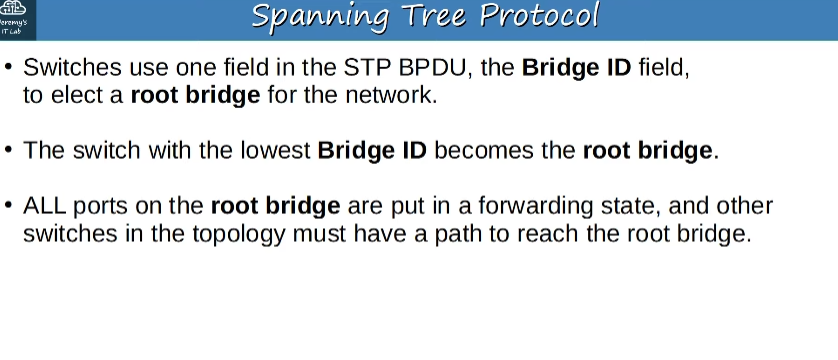 Jeremy's
IT Lab
Spanning Tree Protocol
• Switches use one field in the STP BPDU, the Bridge ID field,
to elect a root bridge for the network.
• The switch with the lowest Bridge ID becomes the root bridge.
• ALL ports on the root bridge are put in a forwarding state, and other
switches in the topology must have a path to reach the root bridge.